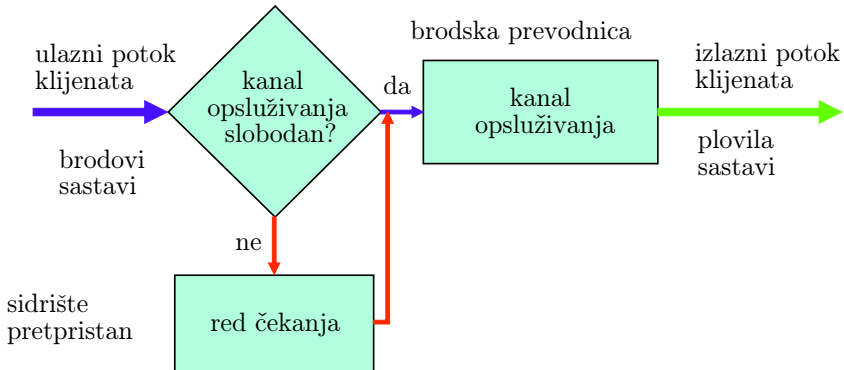 ulazni potok
klijenata
brodovi
sastavi
kanal
opsluživanja
slobodan?
da
ne
brodska prevodnica
kanal
opsluživanja
izlazni potok
klijenata
plovila
sastavi
sidrište
pretpristan
red čekanja